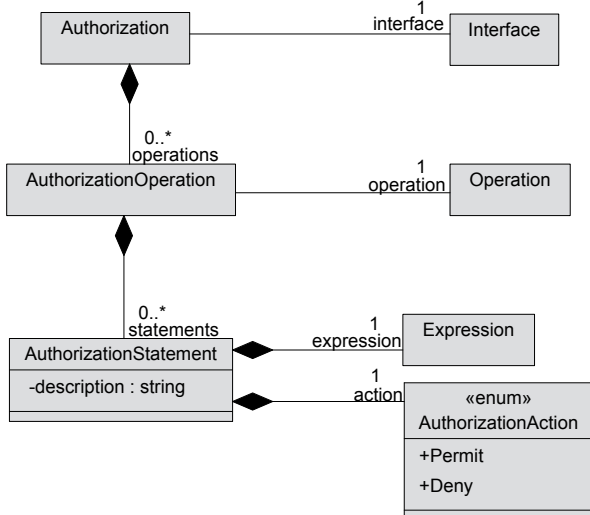 1
Authorization
interface
Interface
0..*
operations
1
AuthorizationOperation
operation
Operation
0..*
statements
1
AuthorizationStatement
expression
Expression
-description : string
1
action
«enum»
AuthorizationAction
+Permit
+Deny